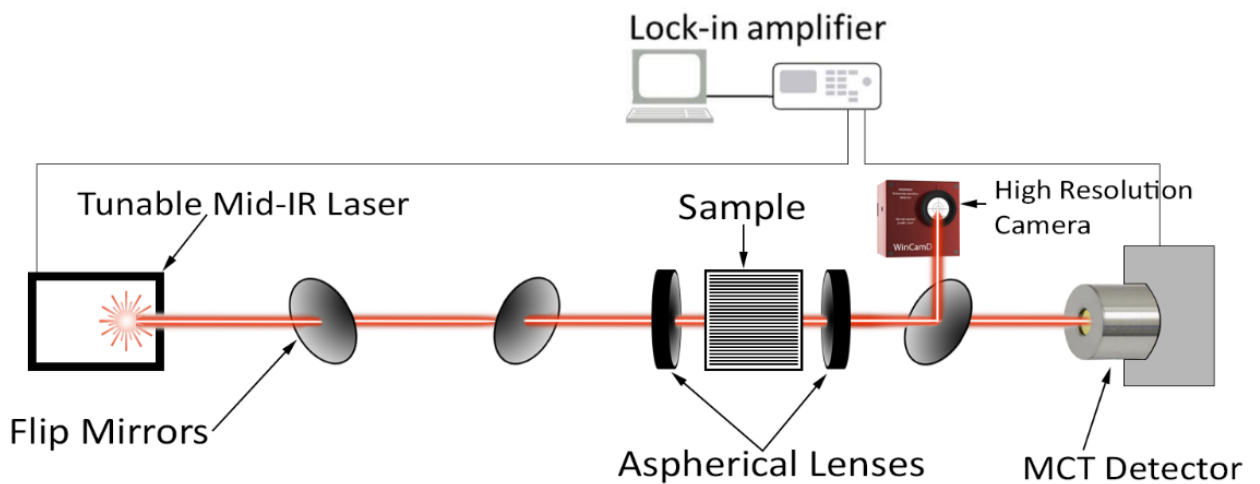 Lock-in amplifier
Tunable Mid-IR Laser
Sample
High Resolution
Camera
WinCamD
Flip Mirrors
Aspherical Lenses
MCT Detector